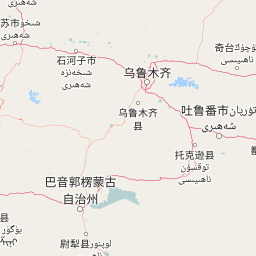 苏市
شەھىرى
石河子市
شىخەنزە
شەھىرى
奇台
ناھىيىسى
乌鲁木齐
乌鲁木齐
县
吐鲁番市
تۇرپان
شەھىرى
托克逊县
توقسۇن
ناھىيىسى
巴音郭楞蒙古
自治州
尉犁县
لوپنۇر